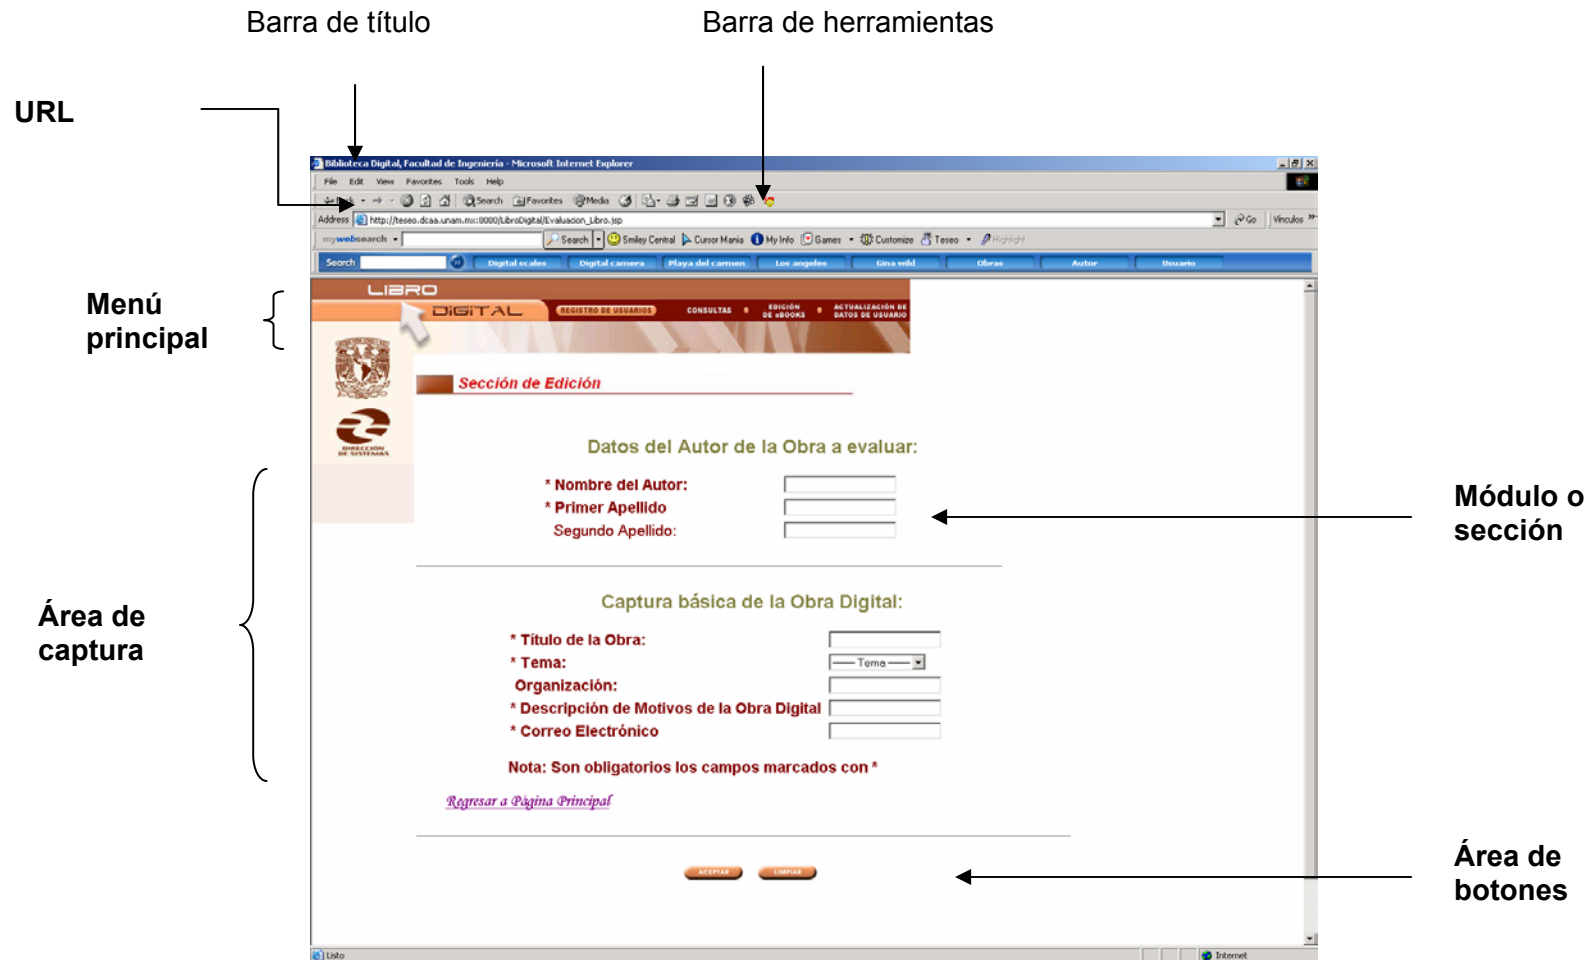 Barra de título
Barra de herramientas
URL
Biblioteca Digital, Facultad de Ingeniería - Microsoft Internet Explorer
File Edit View Favorites Tools Help
Back Search Favorites Media
Address http://teseo.dcaa.unam.mx:8080/LibroDigital/Evaluacion_Libro.jsp Go Vínculos »
mywebsearch Search Smiley Central Cursor Mania My Info Games Customize Teseo Highlight
Search Digital scales Digital camera Playa del carmen Los angeles Gina wild Obras Autor Usuario
Menú
principal
LIBRO
DIGITAL
REGISTRO DE USUARIOS CONSULTAS EDICIÓN DE eBOOKS ACTUALIZACIÓN DE DATOS DE USUARIO
Sección de Edición
DIRECCIÓN
DE SISTEMAS
Datos del Autor de la Obra a evaluar:
* Nombre del Autor:
* Primer Apellido
Segundo Apellido:
Módulo o
sección
Área de
captura
Captura básica de la Obra Digital:
* Título de la Obra:
* Tema: —— Tema ——
Organización:
* Descripción de Motivos de la Obra Digital
* Correo Electrónico
Nota: Son obligatorios los campos marcados con *
Regresar a Página Principal
ACEPTAR LIMPIAR
Área de
botones
Listo Internet